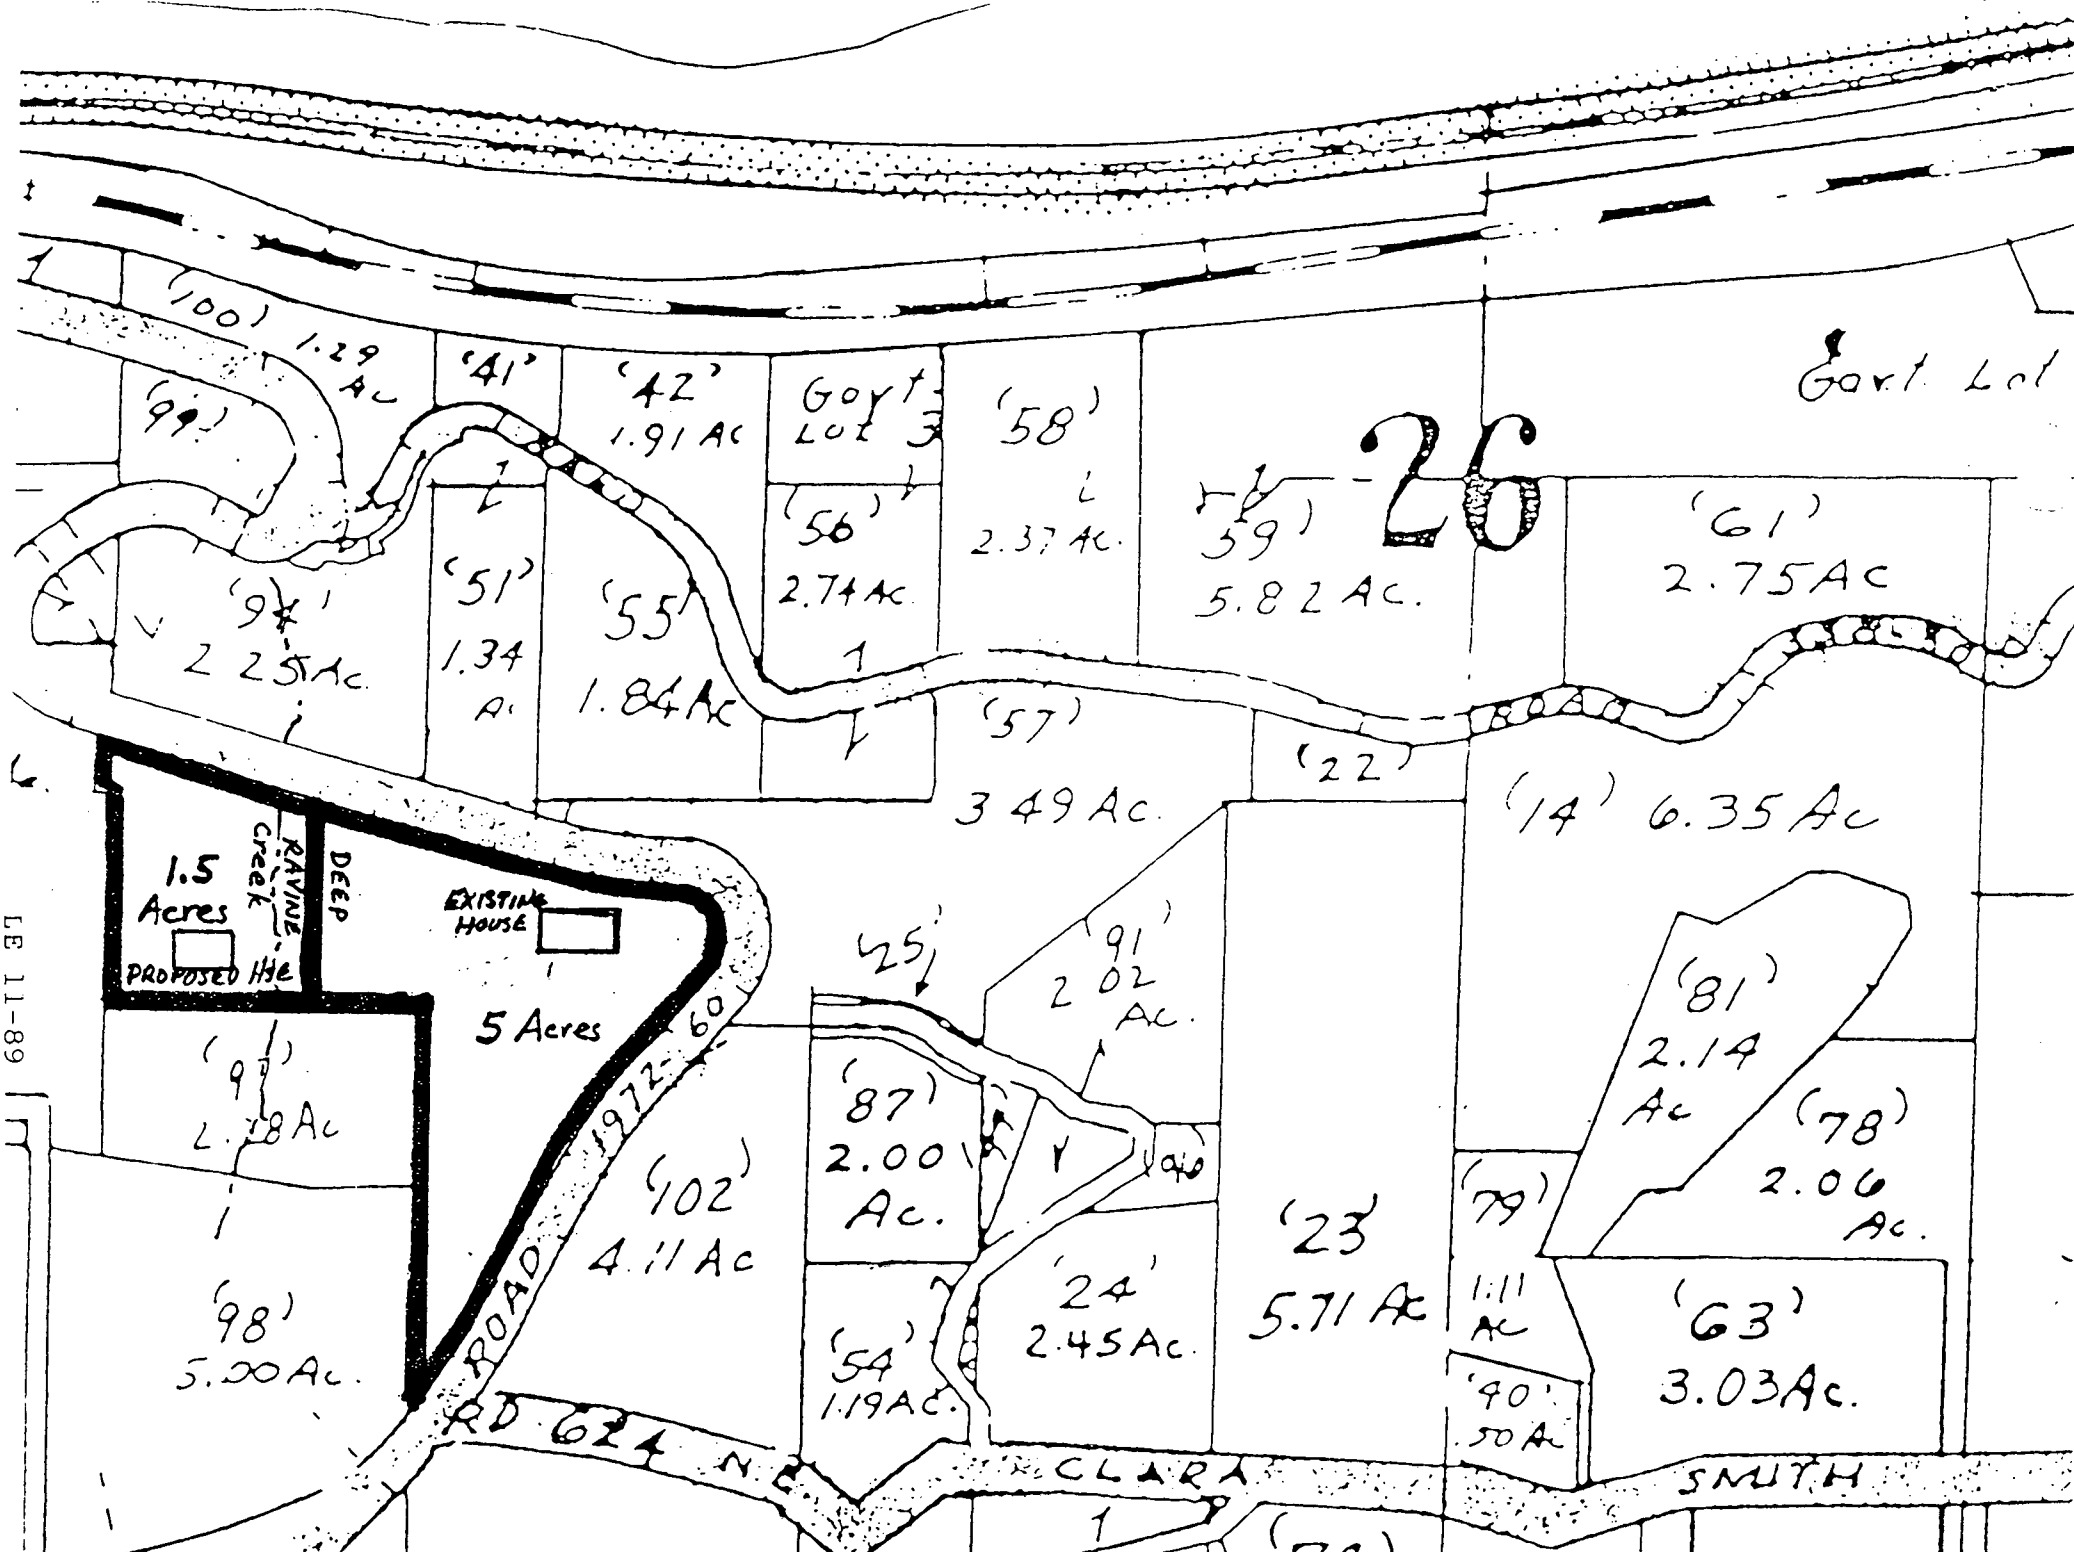 (100)
1.29
Ac
(99)
'41'
'42'
1.91 Ac
Gov't
Lot 3
'58'
2.37 Ac.
26
Gov't. Lot
'94'
2 25 Ac.
'51'
1.34
'55'
1.84 Ac
'56'
2.74 Ac.
59)
5.82 Ac.
'61'
2.75 Ac
'57'
3 49 Ac.
'22'
'14' 6.35 Ac
1.5
Acres
Creek
RAVINE
DEEP
PROPOSED Hse
EXISTING
HOUSE
5 Acres
LE 11-89
'25'
'91'
2 02
Ac.
'81'
2.14
Ac
'87'
2.00
Ac.
'102'
4.11 Ac
(78)
2.06
Ac.
(79)
1.11
Ac
'23'
5.71 Ac
'24'
2.45 Ac.
'54'
1.19 Ac.
'98'
5.00 Ac.
'63'
3.03 Ac.
'40'
.50 Ac
ROAD 1972-60
RD 624 NE
CLARA SMITH